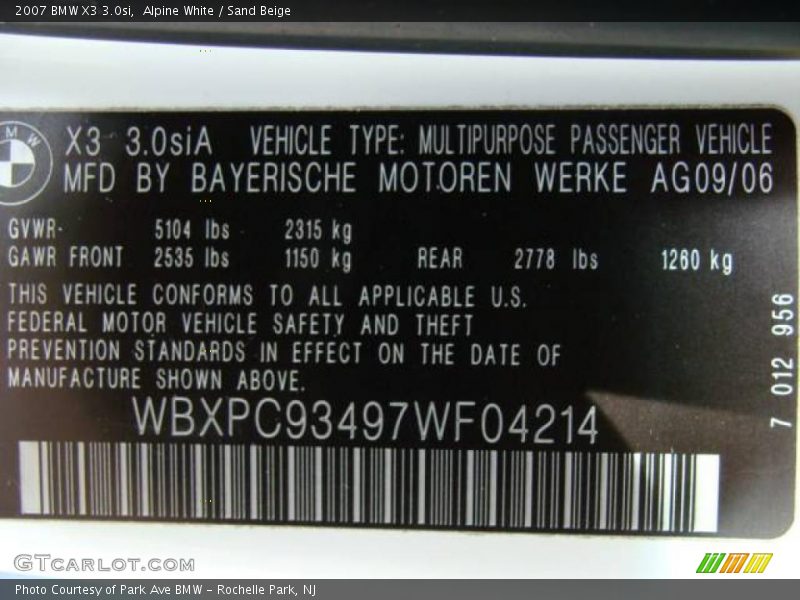 2007 BMW X3 3.0si,  Alpine White / Sand Beige
BMW
X3 3.0siA VEHICLE TYPE: MULTIPURPOSE PASSENGER VEHICLE
MFD BY BAYERISCHE MOTOREN WERKE AG09/06
GVWR- 5104 lbs 2315 kg
GAWR FRONT 2535 lbs 1150 kg REAR 2778 lbs 1260 kg
THIS VEHICLE CONFORMS TO ALL APPLICABLE U.S.
FEDERAL MOTOR VEHICLE SAFETY AND THEFT
PREVENTION STANDARDS IN EFFECT ON THE DATE OF
MANUFACTURE SHOWN ABOVE.
7 012 956
WBXPC93497WF04214
GTCARLOT.COM
Photo Courtesy of Park Ave BMW - Rochelle Park, NJ